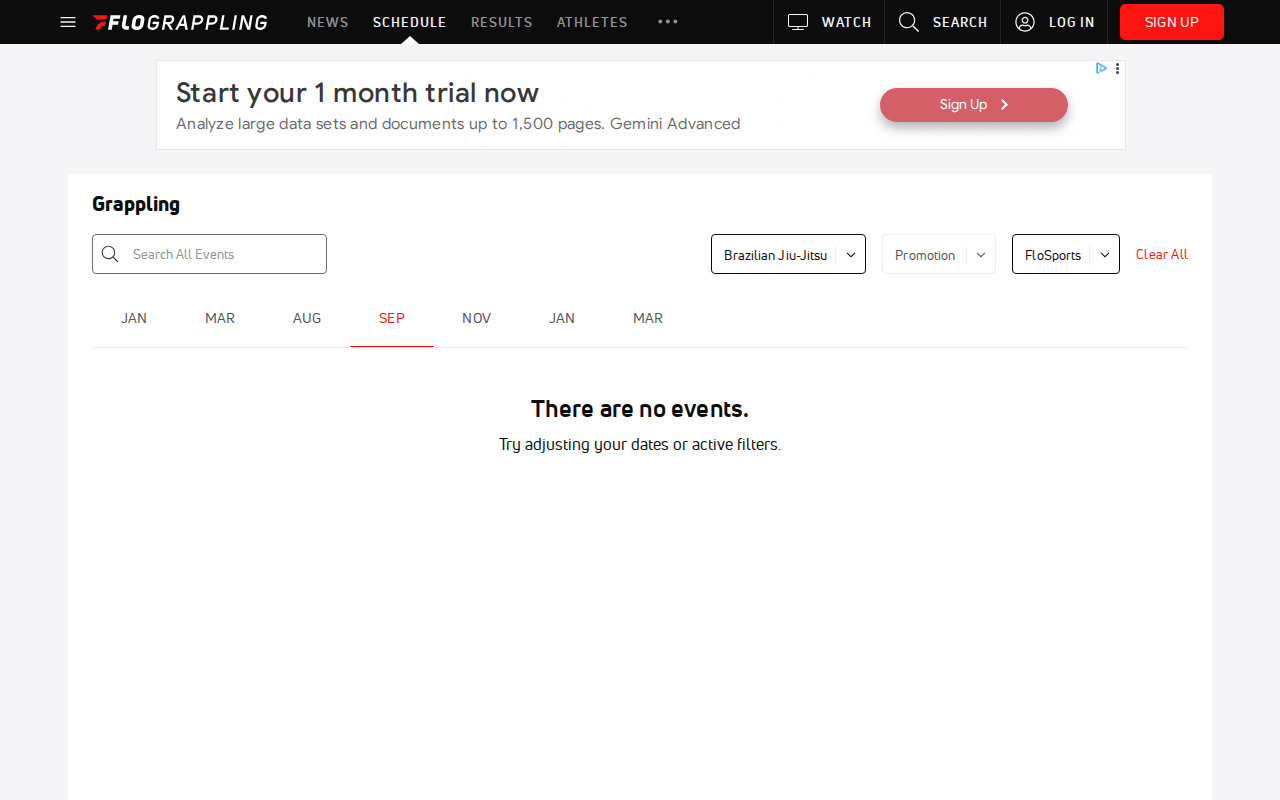 FLOGRAPPLING NEWS SCHEDULE RESULTS ATHLETES WATCH SEARCH LOG IN SIGN UP
Start your 1 month trial now
Analyze large data sets and documents up to 1,500 pages. Gemini Advanced
Sign Up
Grappling
Search All Events Brazilian Jiu-Jitsu Promotion FloSports Clear All
JAN MAR AUG SEP NOV JAN MAR
There are no events.
Try adjusting your dates or active filters.